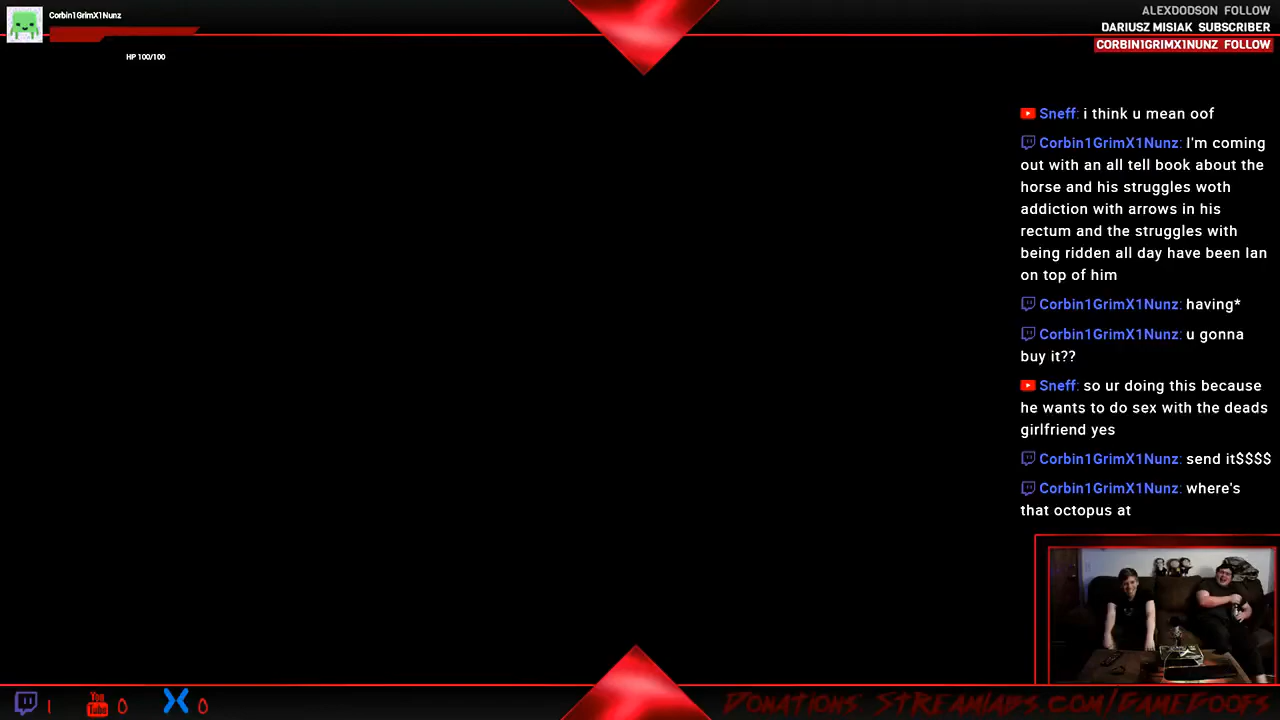 Corbin1GrimX1Nunz
HP 100/100
ALEXDODSON FOLLOW
DARIUSZ MISIAK SUBSCRIBER
CORBIN1GRIMX1NUNZ FOLLOW
Sneff: i think u mean oof
Corbin1GrimX1Nunz: I'm coming
out with an all tell book about the
horse and his struggles woth
addiction with arrows in his
rectum and the struggles with
being ridden all day have been Ian
on top of him
Corbin1GrimX1Nunz: having*
Corbin1GrimX1Nunz: u gonna
buy it??
Sneff: so ur doing this because
he wants to do sex with the deads
girlfriend yes
Corbin1GrimX1Nunz: send it$$$$
Corbin1GrimX1Nunz: where's
that octopus at
1 You Tube 0 0
Donations: Streamlabs.com/GameGoofs